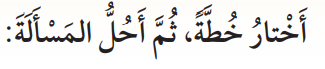 أَخْتارُ خُطَّةً، ثُمَّ أَحُلُّ المَسْأَلَةَ: